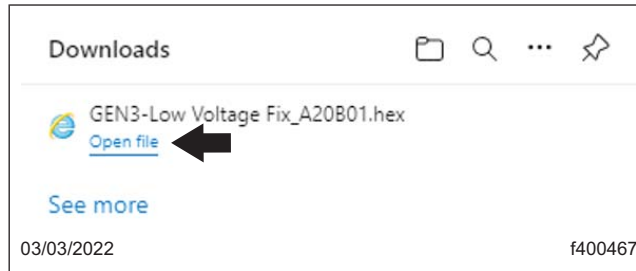 Downloads
GEN3-Low Voltage Fix_A20B01.hex
Open file
See more
03/03/2022 f400467